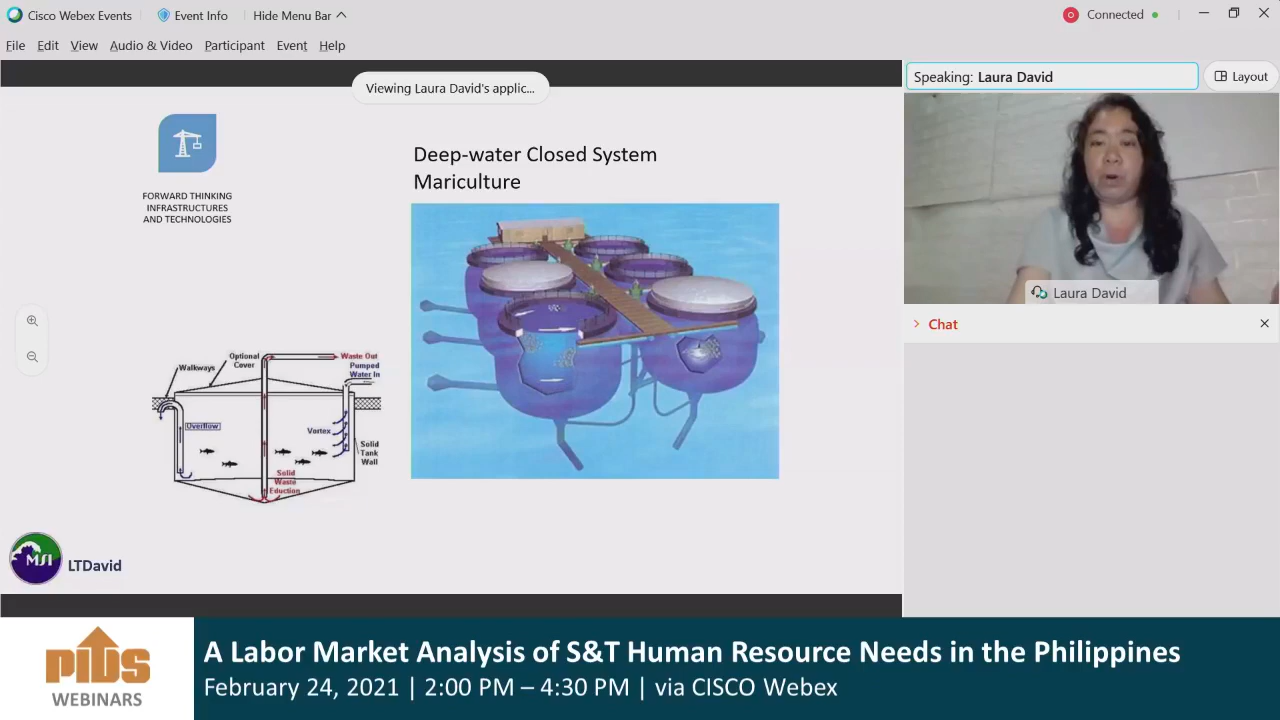 Cisco Webex Events
Event Info
Hide Menu Bar
Connected
File Edit View Audio & Video Participant Event Help
Viewing Laura David's applic...
Speaking: Laura David
Layout
FORWARD THINKING
INFRASTRUCTURES
AND TECHNOLOGIES
Deep-water Closed System
Mariculture
Laura David
Chat
Walkways
Optional
Cover
Waste Out
Pumped
Water In
Overflow
Vortex
Solid
Tank
Wall
Solid
Waste
Eduction
MSI
LTDavid
PIDS
WEBINARS
A Labor Market Analysis of S&T Human Resource Needs in the Philippines
February 24, 2021 | 2:00 PM – 4:30 PM | via CISCO Webex